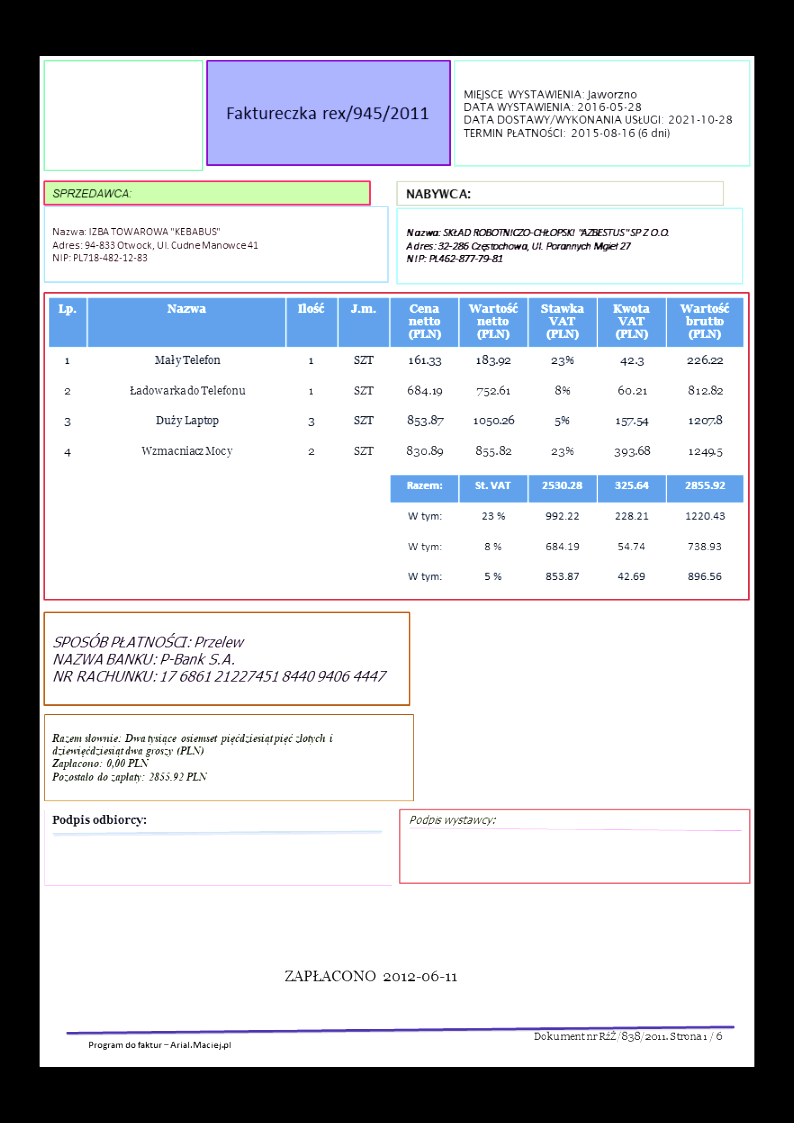 Faktureczka rex/945/2011
MIEJSCE WYSTAWIENIA: Jaworzno
DATA WYSTAWIENIA: 2016-05-28
DATA DOSTAWY/WYKONANIA USŁUGI: 2021-10-28
TERMIN PŁATNOŚCI: 2015-08-16 (6 dni)
SPRZEDAWCA:
NABYWCA:
Nazwa: IZBA TOWAROWA "KEBABUS"
Adres: 94-833 Otwock, Ul. Cudne Manowce 41
NIP: PL718-482-12-83
Nazwa: SKŁAD ROBOTNICZO-CHŁOPSKI "AZBESTUS" SP Z O.O.
Adres: 32-286 Częstochowa, Ul. Porannych Mgieł 27
NIP: PL462-877-79-81
Lp. Nazwa Ilość J.m. Cena netto (PLN) Wartość netto (PLN) Stawka VAT (PLN) Kwota VAT (PLN) Wartość brutto (PLN)
1 Mały Telefon 1 SZT 161.33 183.92 23% 42.3 226.22
2 Ładowarka do Telefonu 1 SZT 684.19 752.61 8% 60.21 812.82
3 Duży Laptop 3 SZT 853.87 1050.26 5% 157.54 1207.8
4 Wzmacniacz Mocy 2 SZT 830.89 855.82 23% 393.68 1249.5
Razem: St. VAT 2530.28 325.64 2855.92
W tym: 23 % 992.22 228.21 1220.43
W tym: 8 % 684.19 54.74 738.93
W tym: 5 % 853.87 42.69 896.56
SPOSÓB PŁATNOŚCI: Przelew
NAZWA BANKU: P-Bank S.A.
NR RACHUNKU: 17 6861 21227451 8440 9406 4447
Razem słownie: Dwa tysiące osiemset pięćdziesiąt pięć złotych i
dziewięćdziesiąt dwa groszy (PLN)
Zapłacono: 0,00 PLN
Pozostało do zapłaty: 2855.92 PLN
Podpis odbiorcy:
Podpis wystawcy:
ZAPŁACONO 2012-06-11
Program do faktur – Arial.Maciej.pl
Dokument nr RżŻ/838/2011. Strona 1 / 6